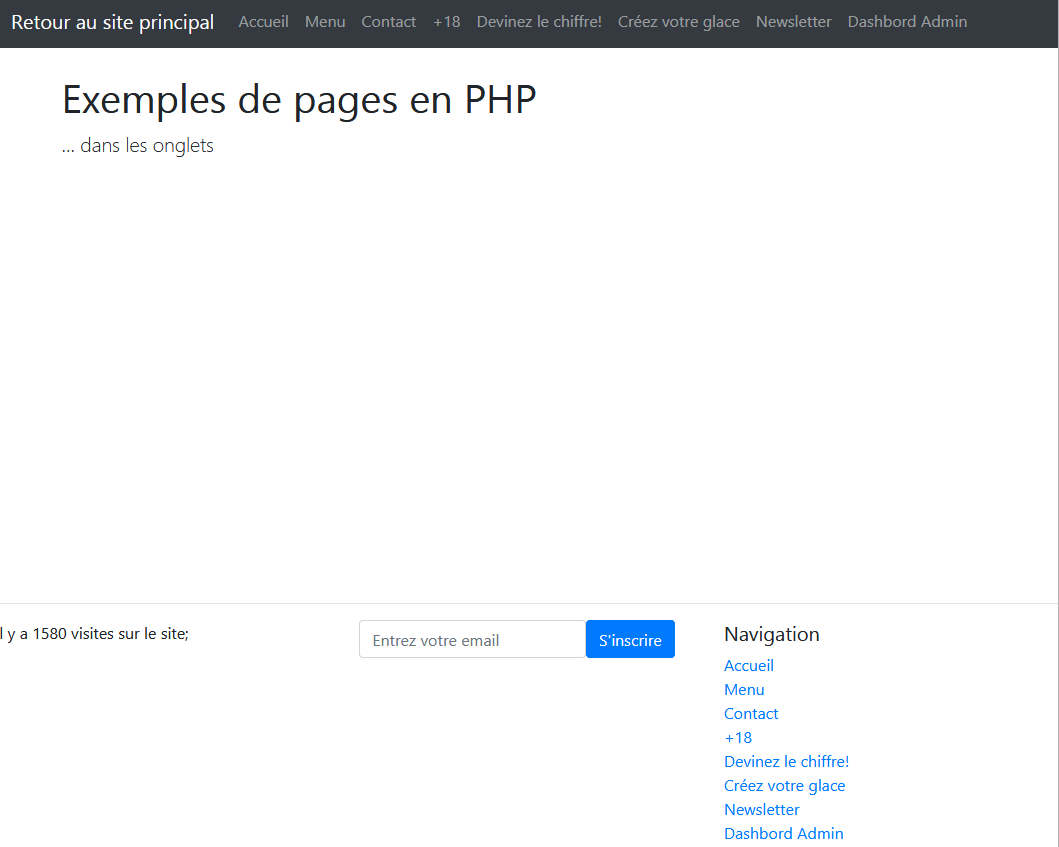 Retour au site principal Accueil Menu Contact +18 Devinez le chiffre! Créez votre glace Newsletter Dashbord Admin
Exemples de pages en PHP
... dans les onglets
l y a 1580 visites sur le site;
Entrez votre email S'inscrire
Navigation
Accueil
Menu
Contact
+18
Devinez le chiffre!
Créez votre glace
Newsletter
Dashbord Admin